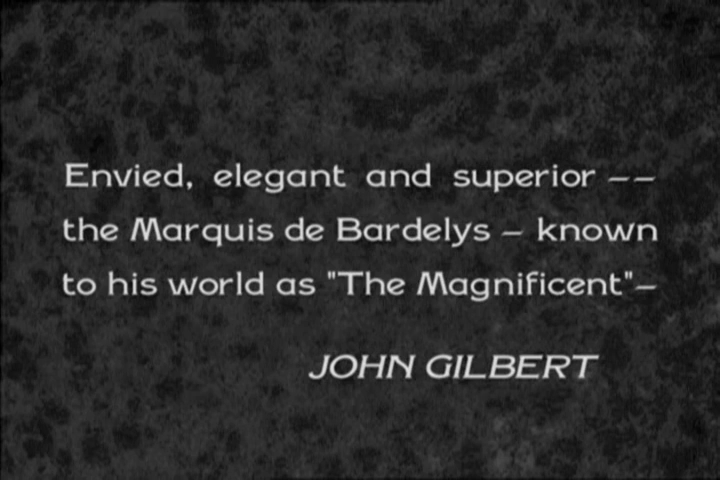 Envied, elegant and superior --
the Marquis de Bardelys - known
to his world as "The Magnificent"-
JOHN GILBERT